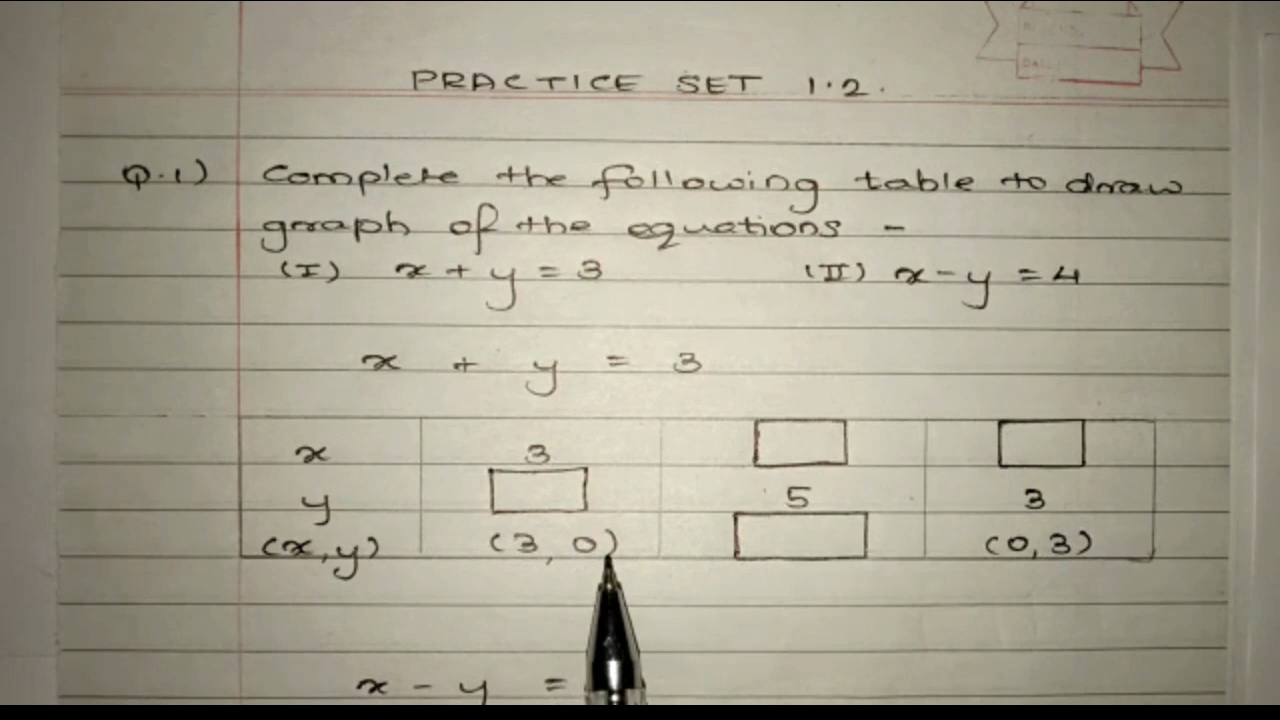 PRACTICE SET 1.2.
Q.1) Complete the following table to draw
graph of the equations -
(I) x + y = 3 (II) x - y = 4
x + y = 3
x 3
y 5 3
(x,y) (3, 0) (0, 3)
x - y =